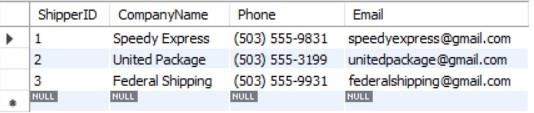 ShipperID CompanyName Phone Email
1 Speedy Express (503) 555-9831 speedyexpress@gmail.com
2 United Package (503) 555-3199 unitedpackage@gmail.com
3 Federal Shipping (503) 555-9931 federalshipping@gmail.com
NULL NULL NULL NULL